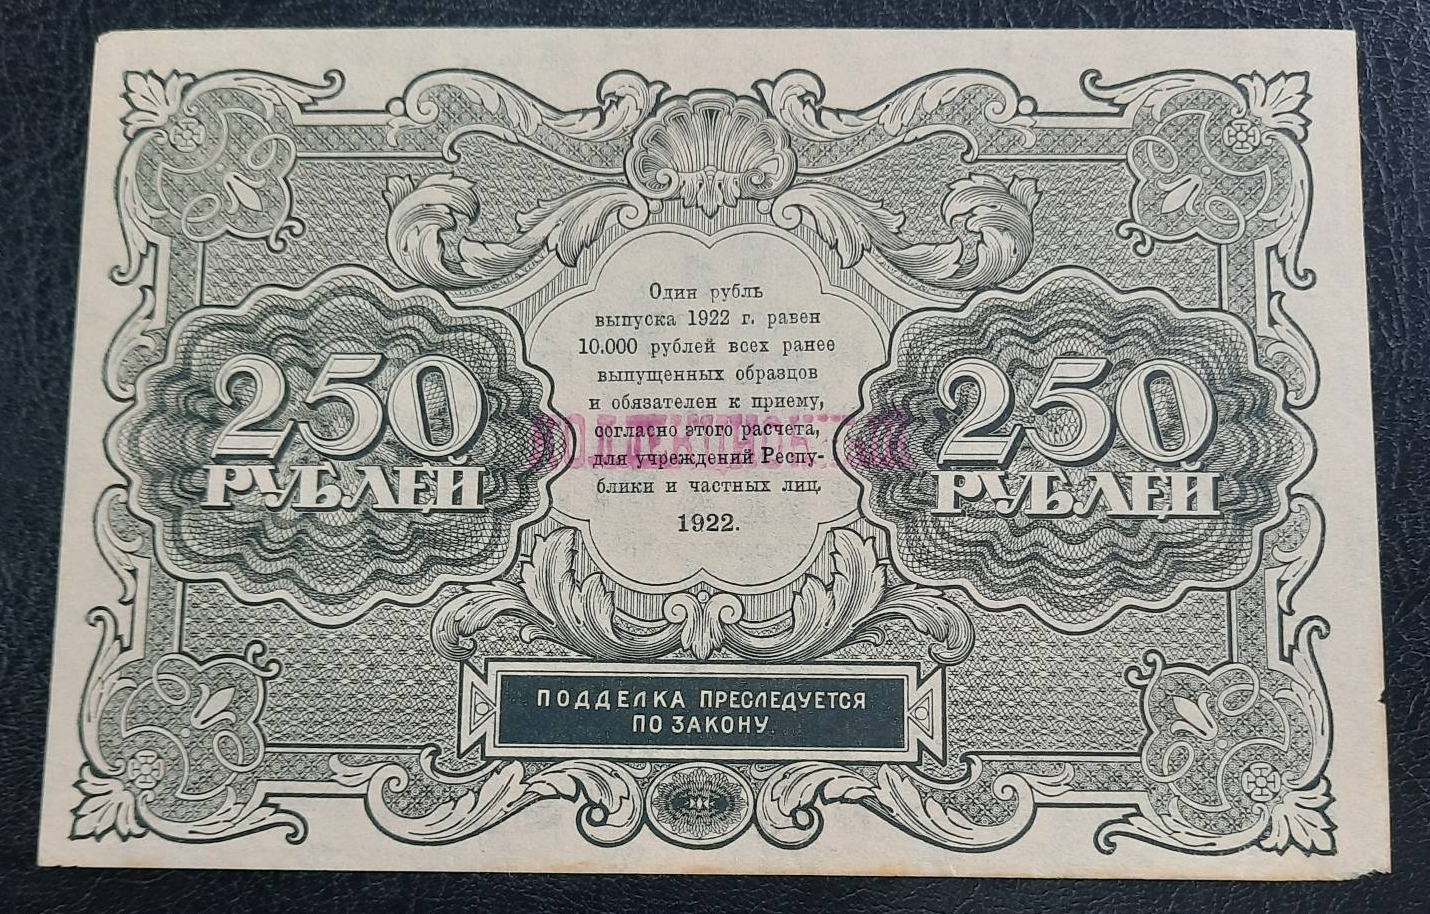 Один рубль
выпуска 1922 г. равен
10.000 рублей всех ранее
выпущенных образцов
и обязателен к приему,
согласно этого расчета,
для учреждений Респу-
блики и частных лиц.
1922.
250
РУБЛЕЙ
250
РУБЛЕЙ
ПОДДЕЛКА ПРЕСЛЕДУЕТСЯ
ПО ЗАКОНУ.